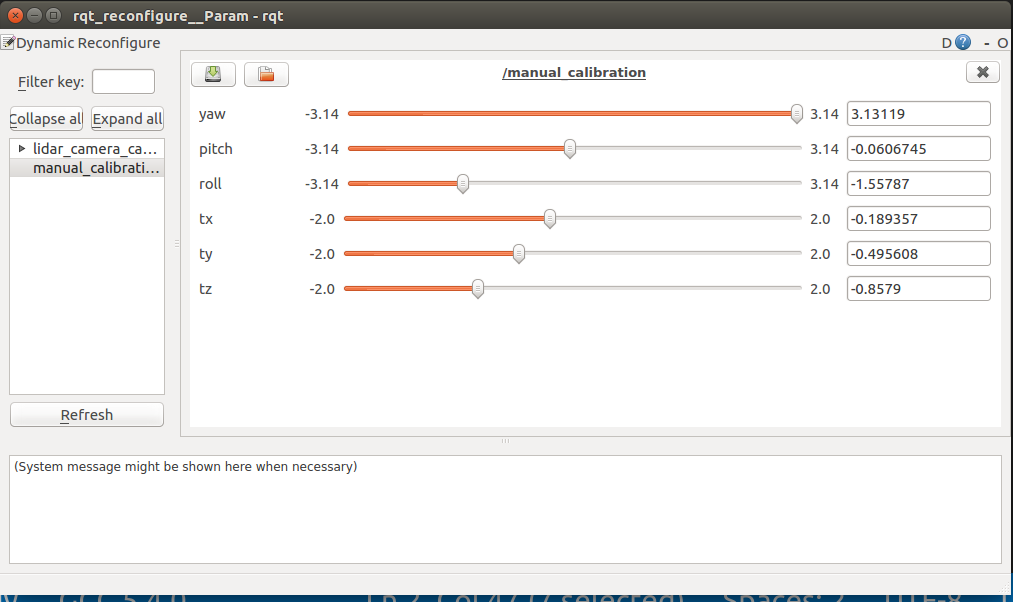 rqt_reconfigure__Param - rqt
Dynamic Reconfigure D ? - O
Filter key:
Collapse all Expand all
lidar_camera_ca...
manual_calibrati...
Refresh
/manual_calibration
yaw -3.14 3.14 3.13119
pitch -3.14 3.14 -0.0606745
roll -3.14 3.14 -1.55787
tx -2.0 2.0 -0.189357
ty -2.0 2.0 -0.495608
tz -2.0 2.0 -0.8579
(System message might be shown here when necessary)